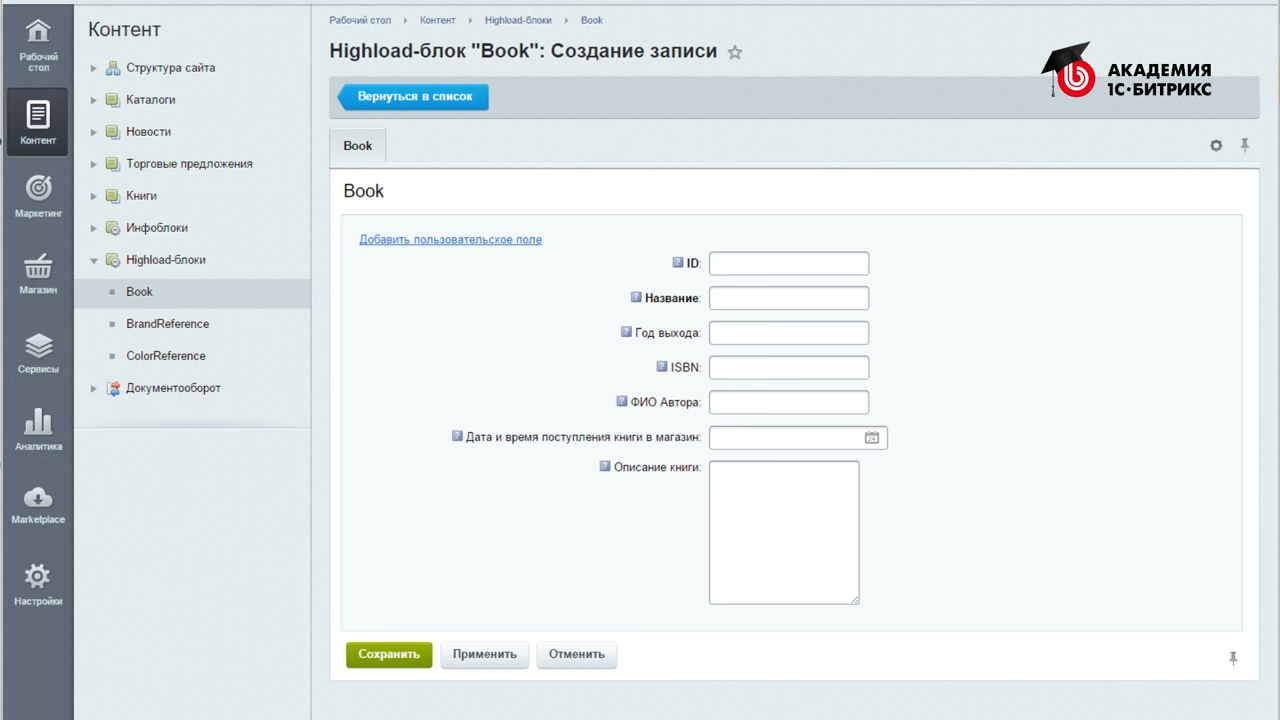 Рабочий стол
Контент
Маркетинг
Магазин
Сервисы
Аналитика
Marketplace
Настройки
Контент
Структура сайта
Каталоги
Новости
Торговые предложения
Книги
Инфоблоки
Highload-блоки
Book
BrandReference
ColorReference
Документооборот
Рабочий стол Контент Highload-блоки Book
Highload-блок "Book": Создание записи
АКАДЕМИЯ
1С·БИТРИКС
Вернуться в список
Book
Book
Добавить пользовательское поле
ID:
Название:
Год выхода:
ISBN:
ФИО Автора:
Дата и время поступления книги в магазин:
24
Описание книги:
Сохранить Применить Отменить